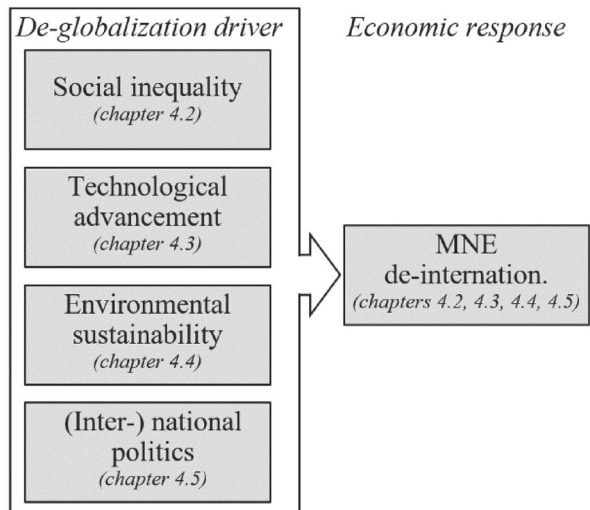 De-globalization driver
Economic response
Social inequality
(chapter 4.2)
Technological
advancement
(chapter 4.3)
Environmental
sustainability
(chapter 4.4)
(Inter-) national
politics
(chapter 4.5)
MNE
de-internation.
(chapters 4.2, 4.3, 4.4, 4.5)